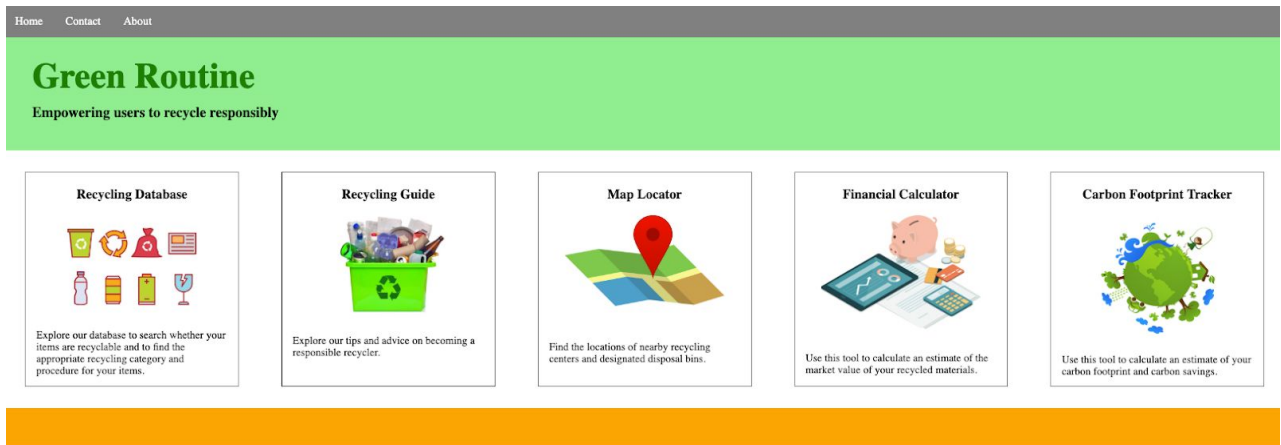 Home Contact About
Green Routine
Empowering users to recycle responsibly
Recycling Database
Explore our database to search whether your
items are recyclable and to find the
appropriate recycling category and
procedure for your items.
Recycling Guide
Explore our tips and advice on becoming a
responsible recycler.
Map Locator
Find the locations of nearby recycling
centers and designated disposal bins.
Financial Calculator
Use this tool to calculate an estimate of the
market value of your recycled materials.
Carbon Footprint Tracker
Use this tool to calculate an estimate of your
carbon footprint and carbon savings.